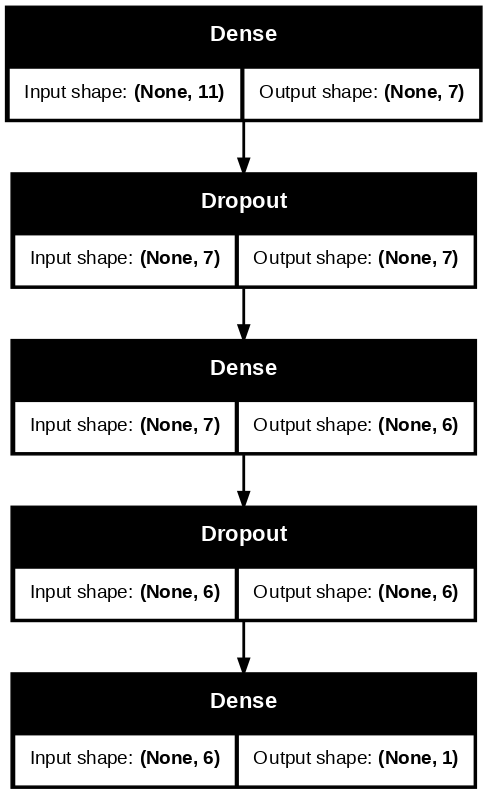 Dense
Input shape: (None, 11) Output shape: (None, 7)
Dropout
Input shape: (None, 7) Output shape: (None, 7)
Dense
Input shape: (None, 7) Output shape: (None, 6)
Dropout
Input shape: (None, 6) Output shape: (None, 6)
Dense
Input shape: (None, 6) Output shape: (None, 1)